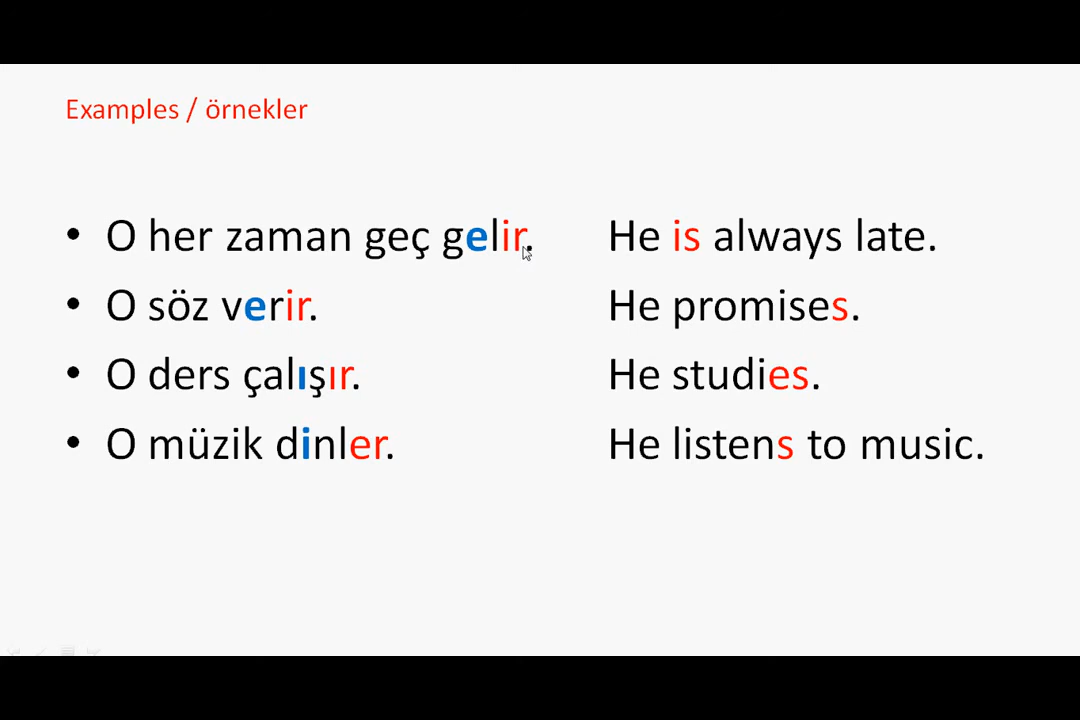 Examples / örnekler
• O her zaman geç gelir. He is always late.
• O söz verir. He promises.
• O ders çalışır. He studies.
• O müzik dinler. He listens to music.